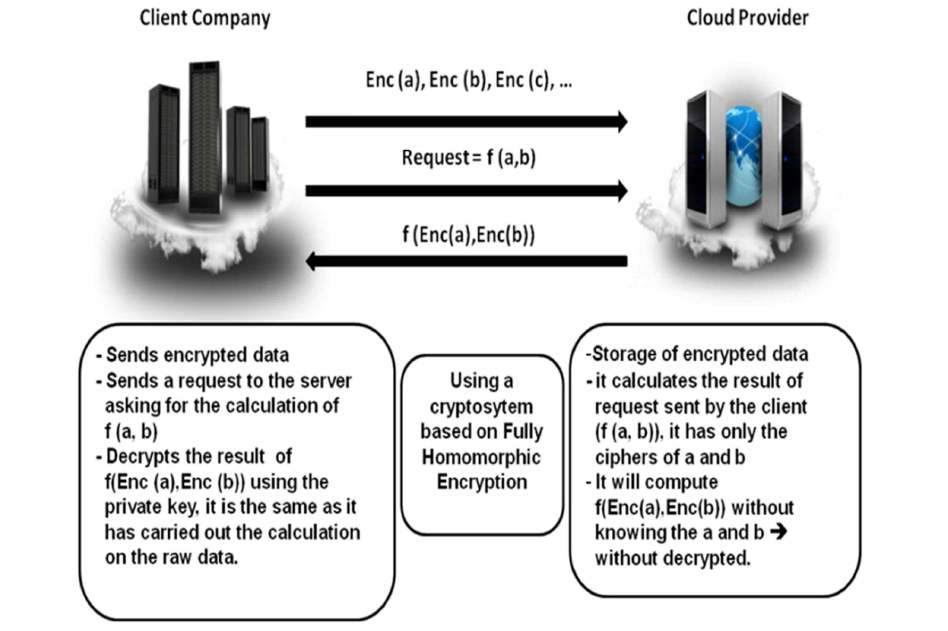 Client Company
Cloud Provider
Enc (a), Enc (b), Enc (c), ...
Request= f (a,b)
f (Enc(a),Enc(b))
- Sends encrypted data
- Sends a request to the server
asking for the calculation of
f (a, b)
- Decrypts the result of
f(Enc (a),Enc (b)) using the
private key, it is the same as it
has carried out the calculation
on the raw data.
Using a
cryptosytem
based on Fully
Homomorphic
Encryption
-Storage of encrypted data
- it calculates the result of
request sent by the client
(f (a, b)), it has only the
ciphers of a and b
- It will compute
f(Enc(a),Enc(b)) without
knowing the a and b ➔
without decrypted.